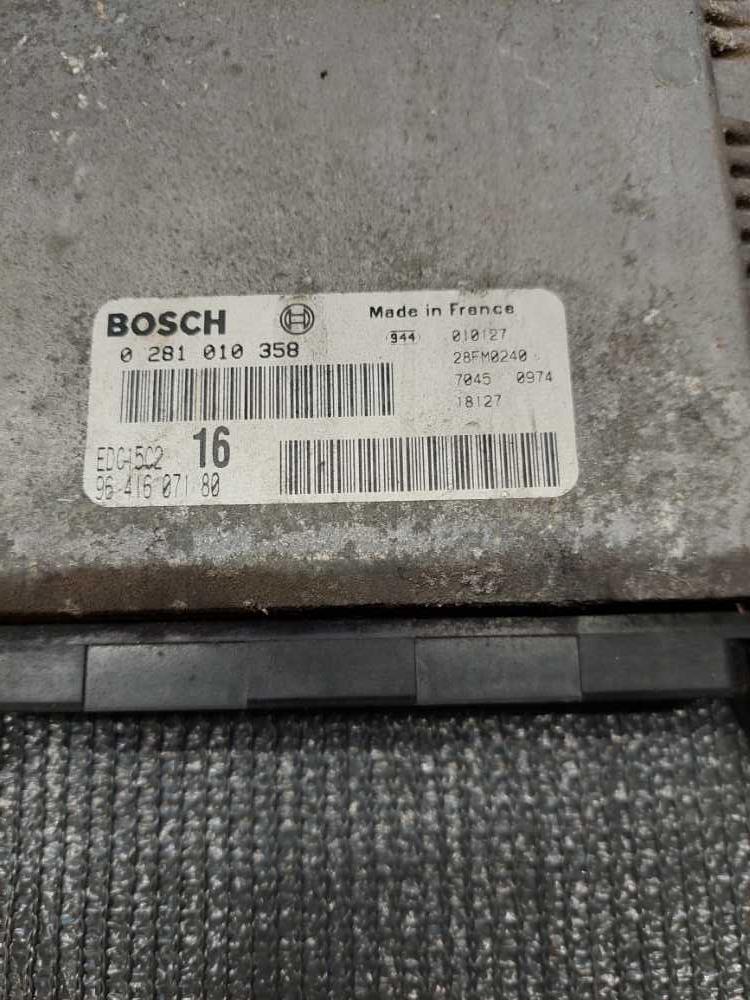 BOSCH
Made in France
0 281 010 358
944
010127
28FM0240
7045 0974
18127
EDC15C2
16
96 416 071 80